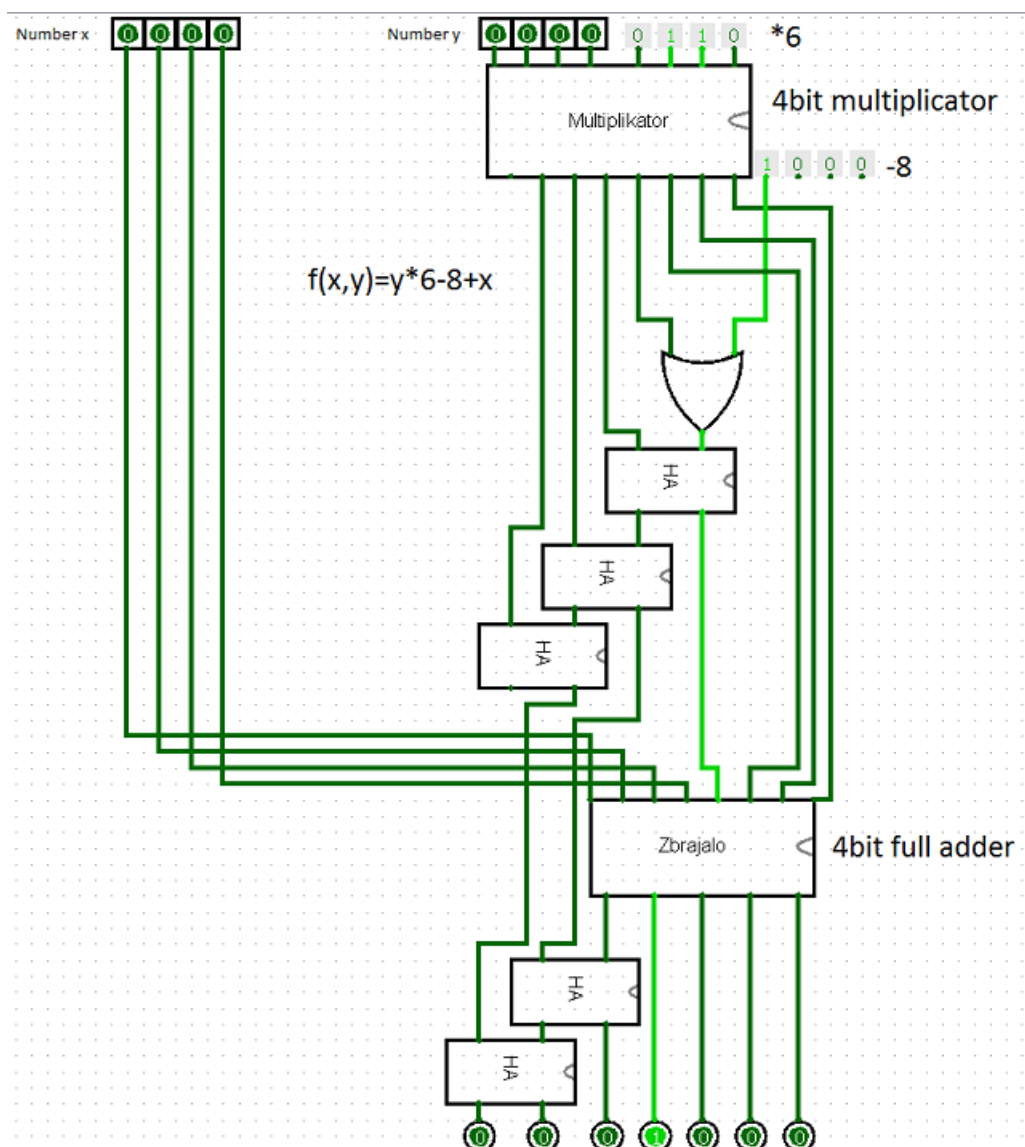 Number x 0 0 0 0 Number y 0 0 0 0 0 1 1 0 *6
Multiplikator 4bit multiplicator
1 0 0 0 -8
f(x,y)=y*6-8+x
HA
HA
HA
Zbrajalo 4bit full adder
HA
HA
0 0 0 1 0 0 0